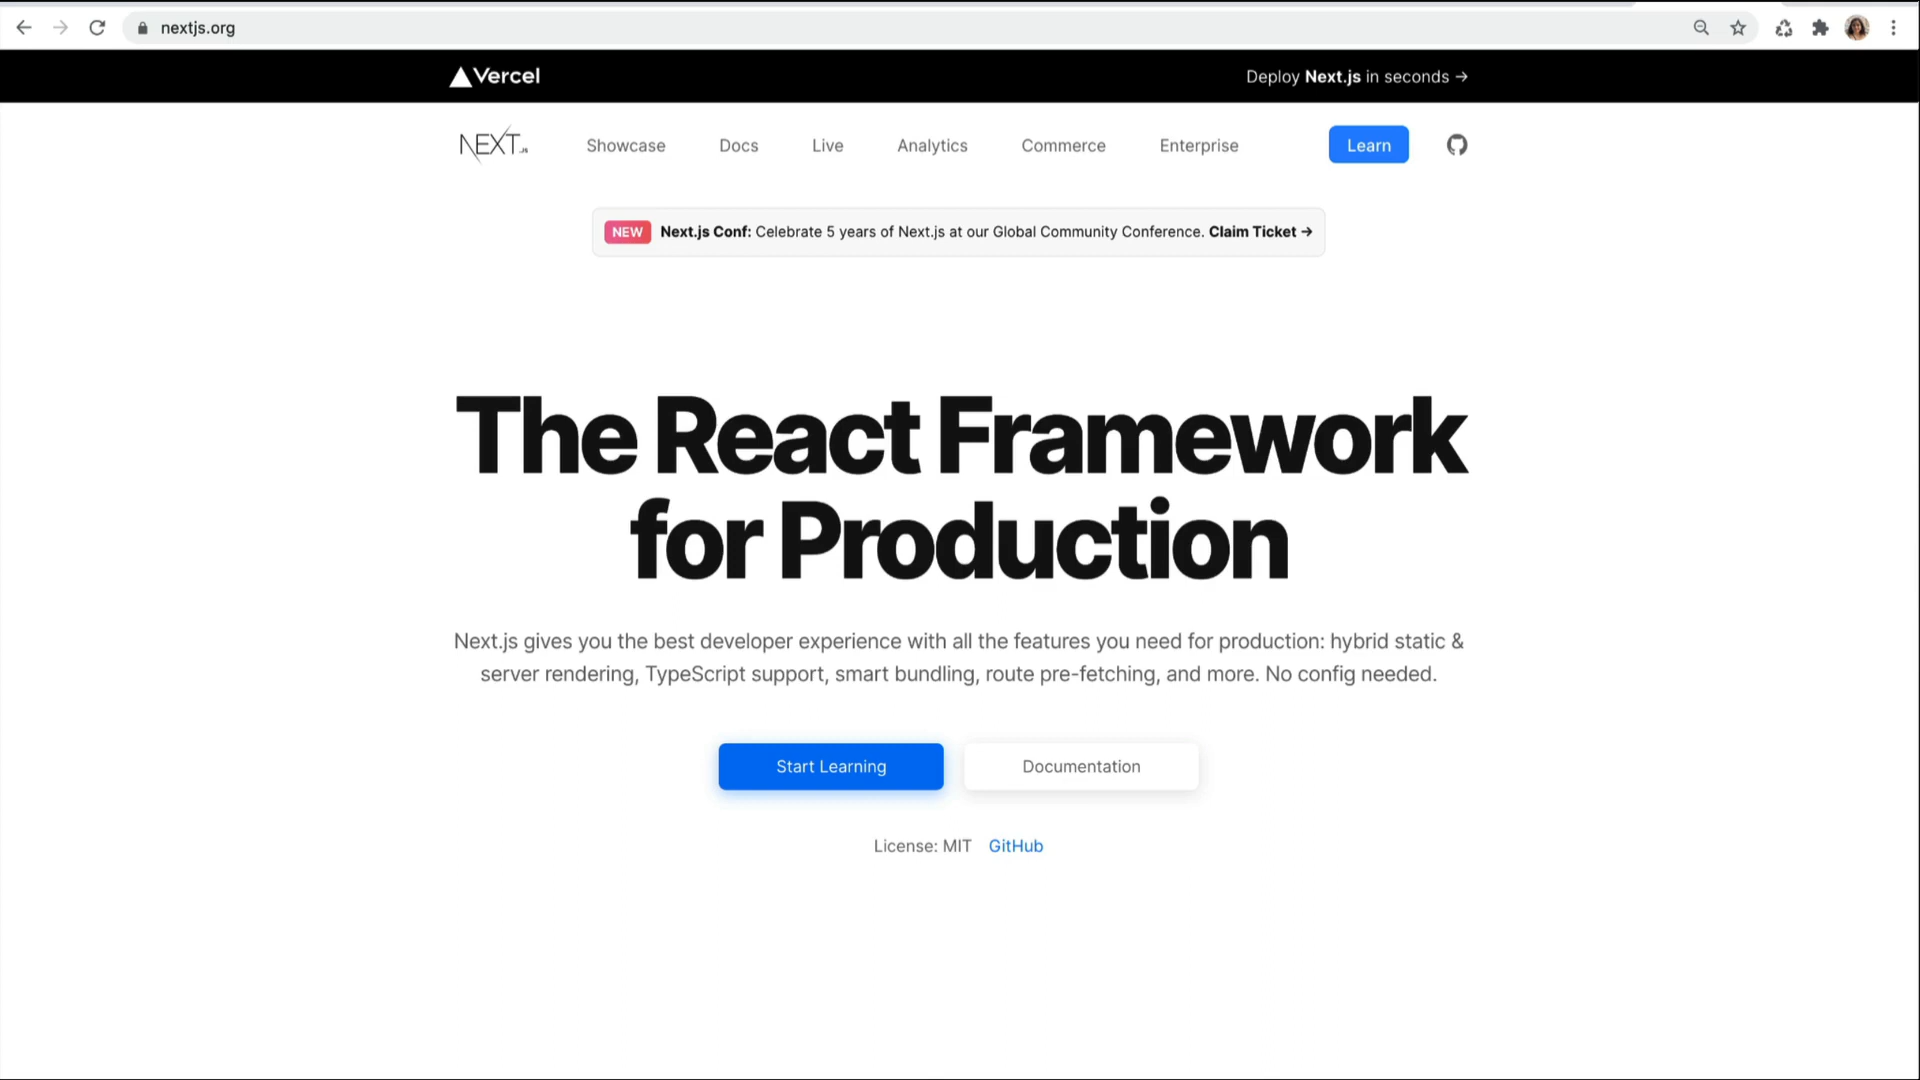 nextjs.org
Vercel
Deploy Next.js in seconds →
NEXT.JS
Showcase
Docs
Live
Analytics
Commerce
Enterprise
Learn
NEW Next.js Conf: Celebrate 5 years of Next.js at our Global Community Conference. Claim Ticket →
The React Framework
for Production
Next.js gives you the best developer experience with all the features you need for production: hybrid static &
server rendering, TypeScript support, smart bundling, route pre-fetching, and more. No config needed.
Start Learning
Documentation
License: MIT GitHub